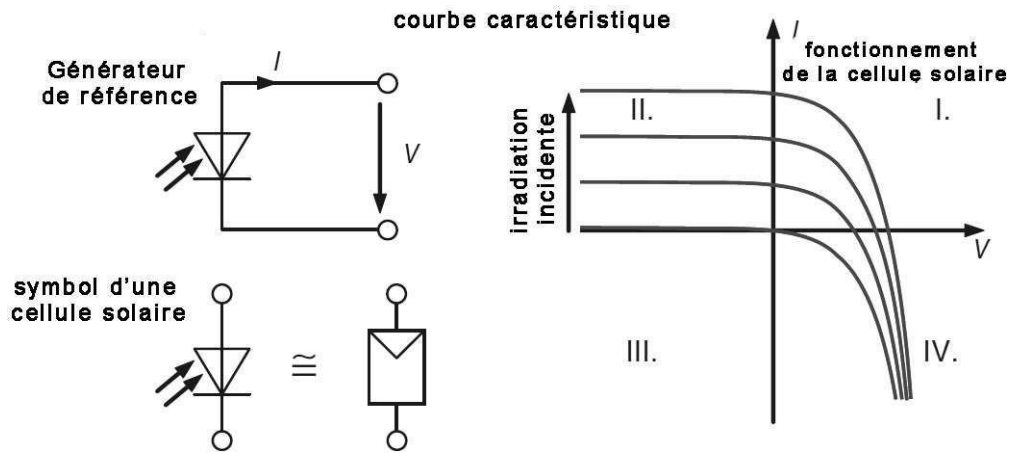 courbe caractéristique
Générateur
de référence
I
V
symbol d'une
cellule solaire
≅
I
fonctionnement
de la cellule solaire
II.
I.
irradiation
incidente
V
III.
IV.